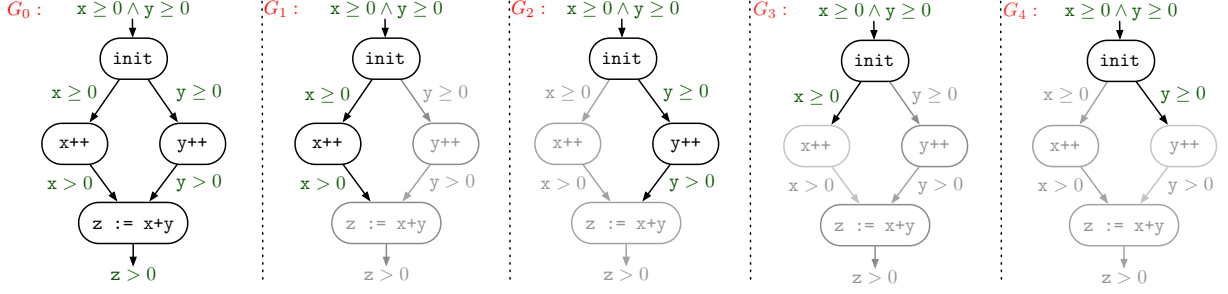 G₀ : x ≥ 0 ∧ y ≥ 0
init
x ≥ 0 y ≥ 0
x++ y++
x > 0 y > 0
z := x+y
z > 0
G₁ : x ≥ 0 ∧ y ≥ 0
init
x ≥ 0 y ≥ 0
x++ y++
x > 0 y > 0
z := x+y
z > 0
G₂ : x ≥ 0 ∧ y ≥ 0
init
x ≥ 0 y ≥ 0
x++ y++
x > 0 y > 0
z := x+y
z > 0
G₃ : x ≥ 0 ∧ y ≥ 0
init
x ≥ 0 y ≥ 0
x++ y++
x > 0 y > 0
z := x+y
z > 0
G₄ : x ≥ 0 ∧ y ≥ 0
init
x ≥ 0 y ≥ 0
x++ y++
x > 0 y > 0
z := x+y
z > 0